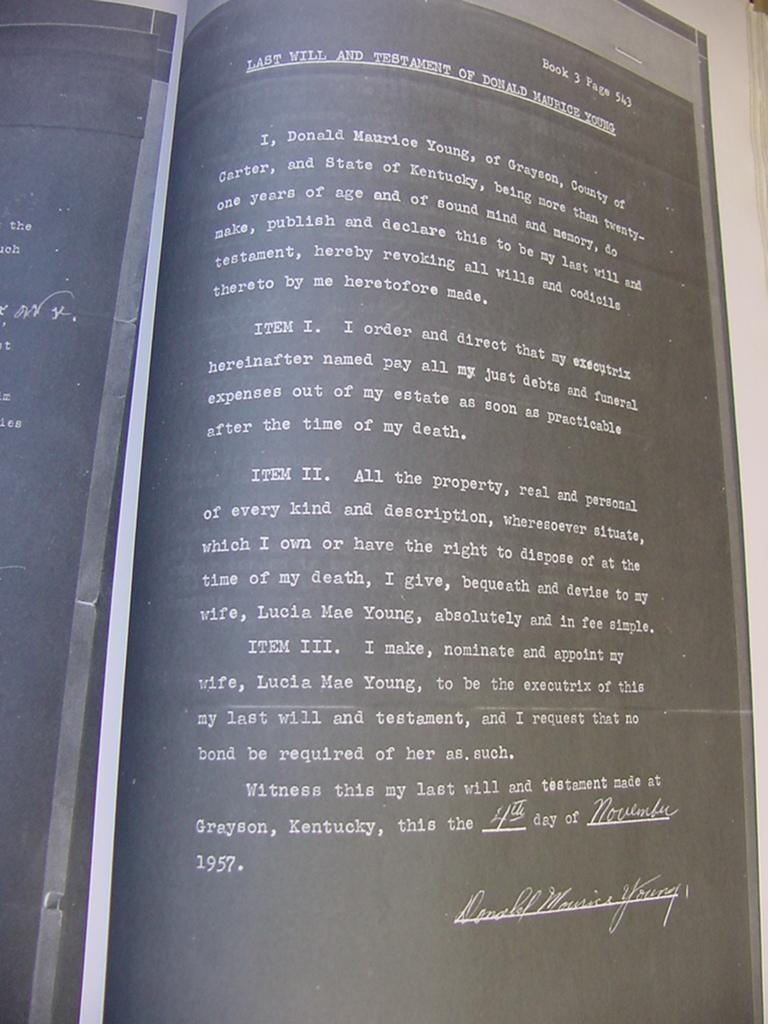 Book 3 Page 543
LAST WILL AND TESTAMENT OF DONALD MAURICE YOUNG
I, Donald Maurice Young, of Grayson, County of
Carter, and State of Kentucky, being more than twenty-
one years of age and of sound mind and memory, do
make, publish and declare this to be my last will and
testament, hereby revoking all wills and codicils
thereto by me heretofore made.
ITEM I. I order and direct that my executrix
hereinafter named pay all my just debts and funeral
expenses out of my estate as soon as practicable
after the time of my death.
ITEM II. All the property, real and personal
of every kind and description, wheresoever situate,
which I own or have the right to dispose of at the
time of my death, I give, bequeath and devise to my
wife, Lucia Mae Young, absolutely and in fee simple.
ITEM III. I make, nominate and appoint my
wife, Lucia Mae Young, to be the executrix of this
my last will and testament, and I request that no
bond be required of her as.such.
Witness this my last will and testament made at
Grayson, Kentucky, this the 4th day of November
1957.
Donald Maurice Young
the